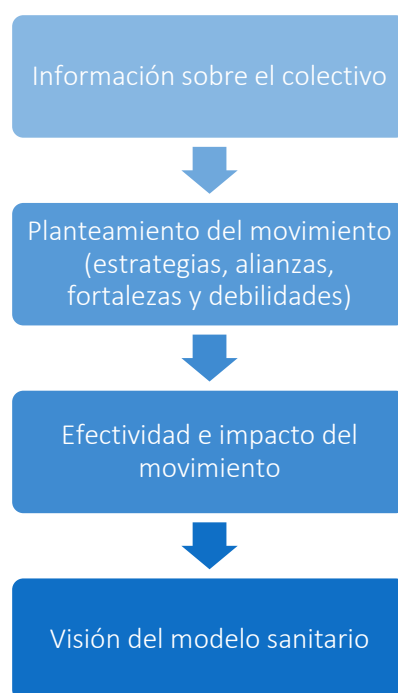 Información sobre el colectivo
Planteamiento del movimiento
(estrategias, alianzas,
fortalezas y debilidades)
Efectividad e impacto del
movimiento
Visión del modelo sanitario